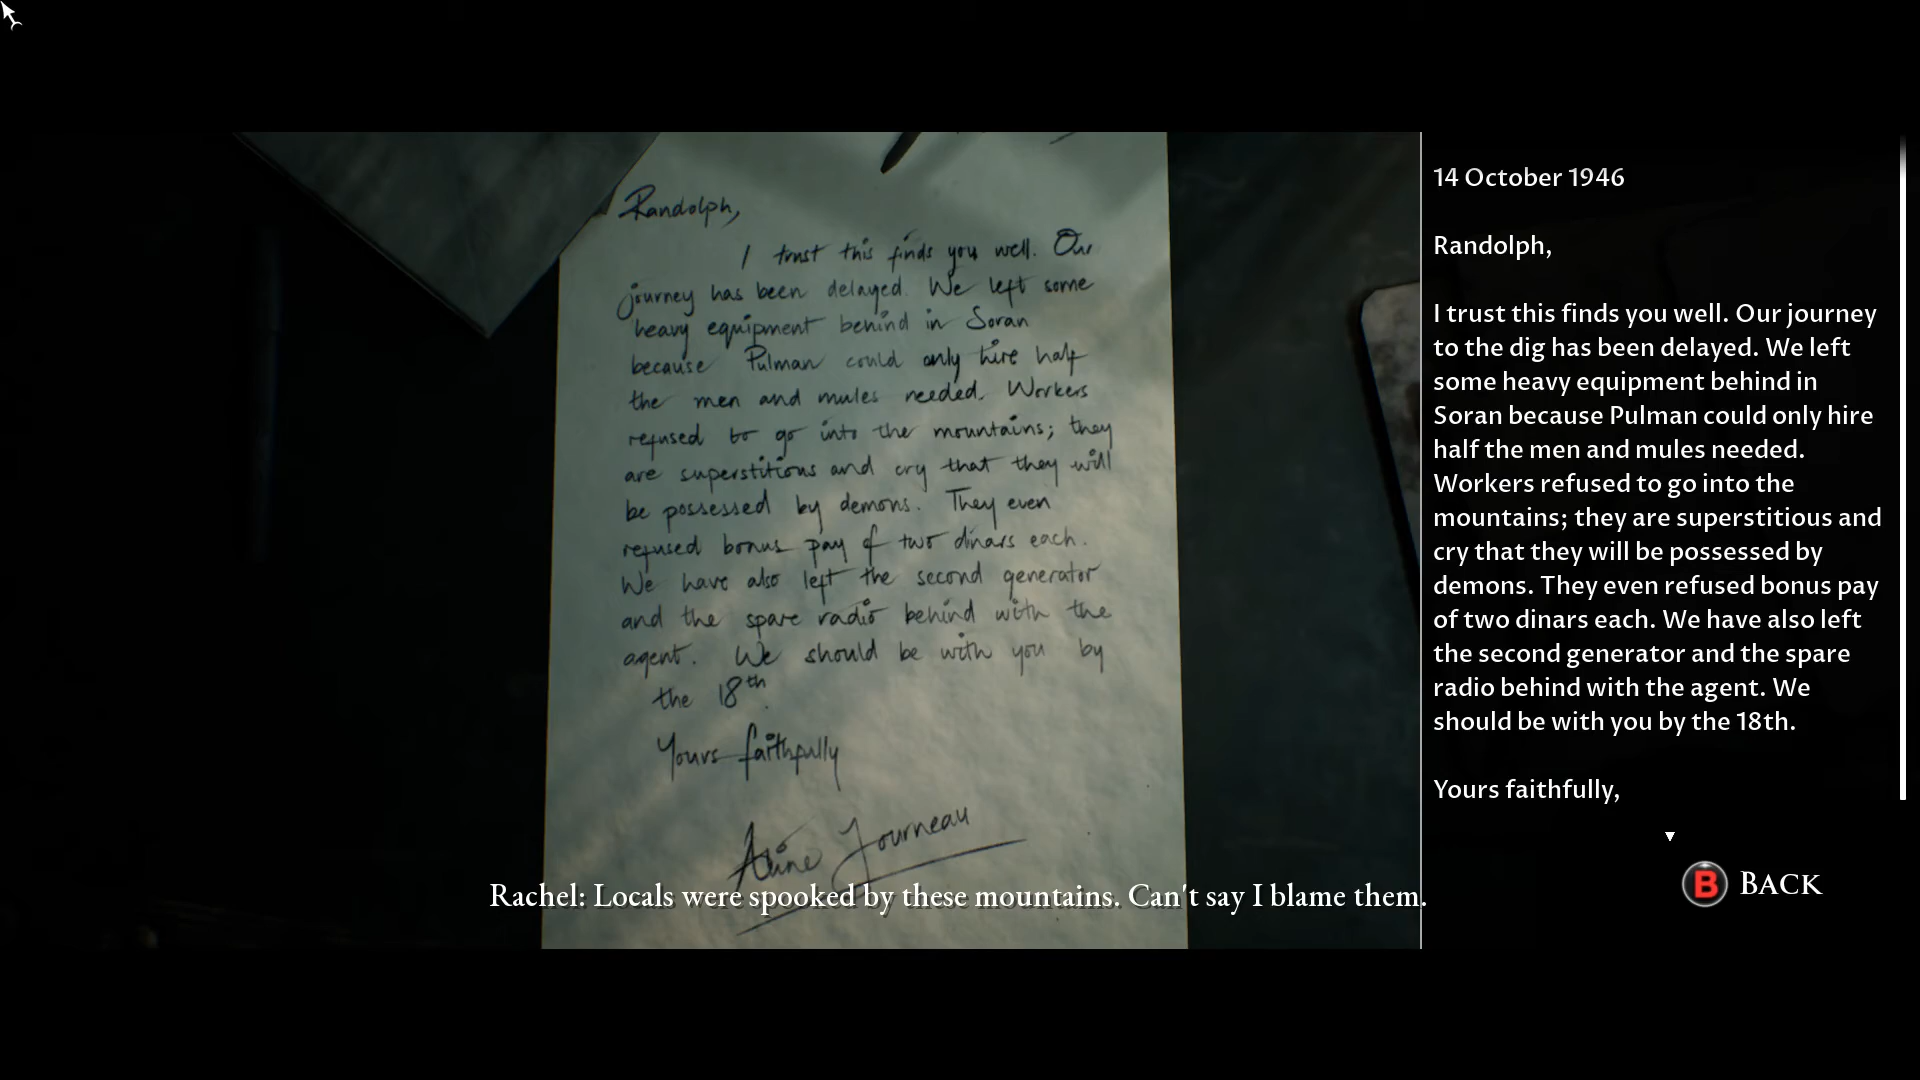 Randolph,
I trust this finds you well. Our
journey has been delayed. We left some
heavy equipment behind in Soran
because Pulman could only hire half
the men and mules needed. Workers
refused to go into the mountains; they
are superstitious and cry that they will
be possessed by demons. They even
refused bonus pay of two dinars each.
We have also left the second generator
and the spare radio behind with the
agent. We should be with you by
the 18th.
Yours faithfully
Journeau
14 October 1946
Randolph,
I trust this finds you well. Our journey
to the dig has been delayed. We left
some heavy equipment behind in
Soran because Pulman could only hire
half the men and mules needed.
Workers refused to go into the
mountains; they are superstitious and
cry that they will be possessed by
demons. They even refused bonus pay
of two dinars each. We have also left
the second generator and the spare
radio behind with the agent. We
should be with you by the 18th.
Yours faithfully,
Rachel: Locals were spooked by these mountains. Can't say I blame them.
B BACK